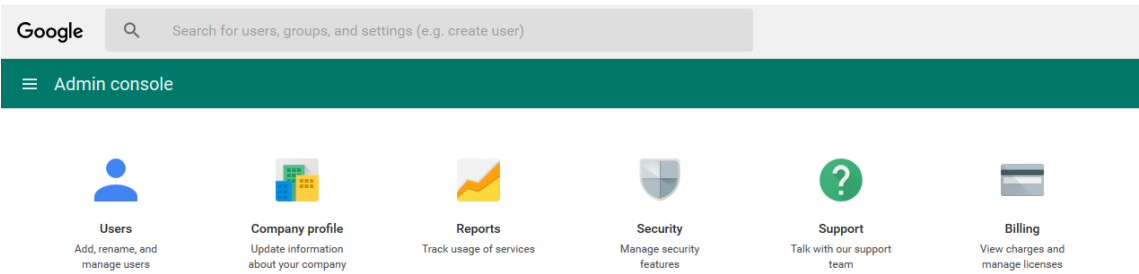 Google
Search for users, groups, and settings (e.g. create user)
Admin console
Users
Add, rename, and
manage users
Company profile
Update information
about your company
Reports
Track usage of services
Security
Manage security
features
Support
Talk with our support
team
Billing
View charges and
manage licenses